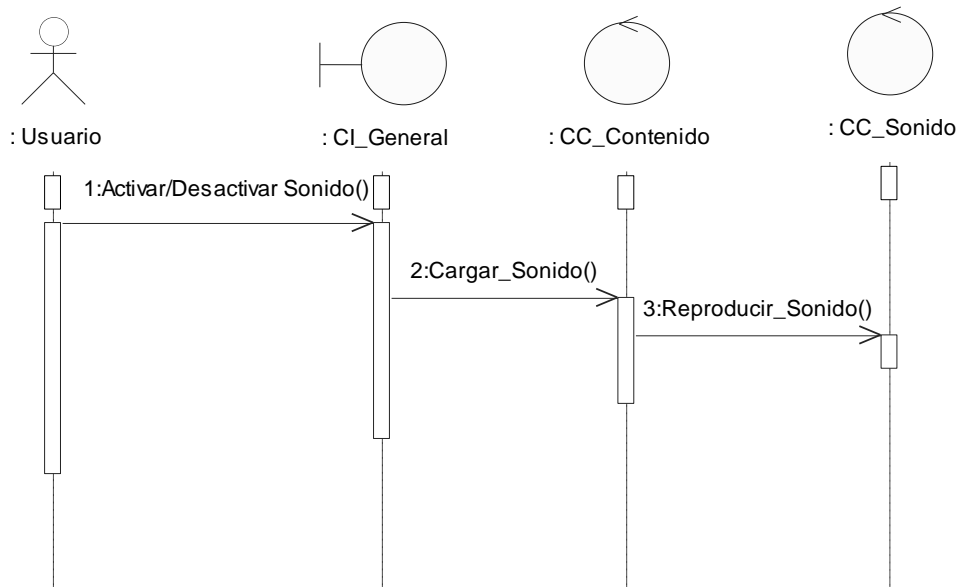 : Usuario
: CI_General
: CC_Contenido
: CC_Sonido
1:Activar/Desactivar Sonido()
2:Cargar_Sonido()
3:Reproducir_Sonido()